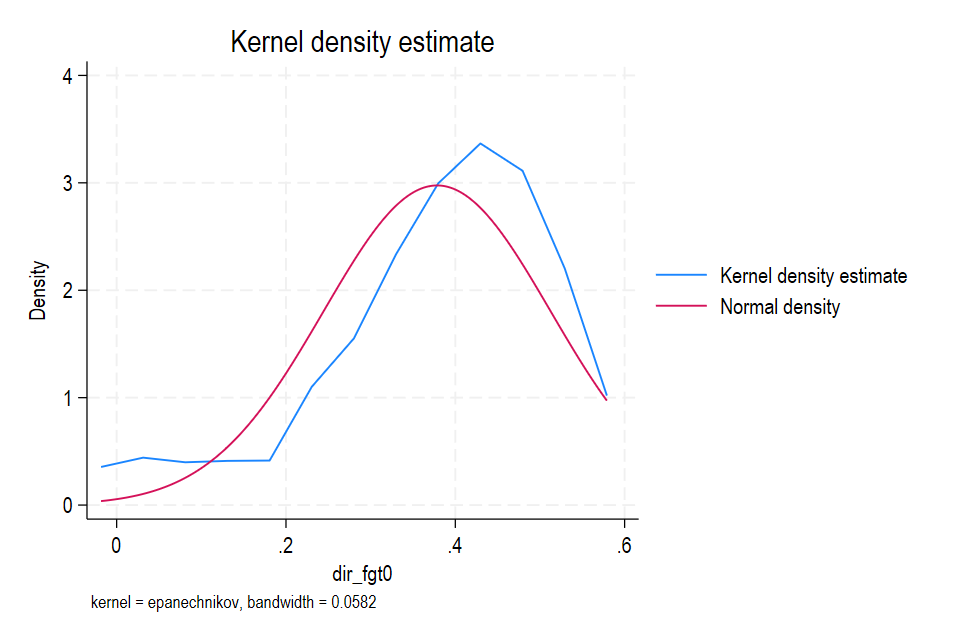 Kernel density estimate
4
3
2
1
0
Density
0 .2 .4 .6
dir_fgt0
kernel = epanechnikov, bandwidth = 0.0582
Kernel density estimate
Normal density